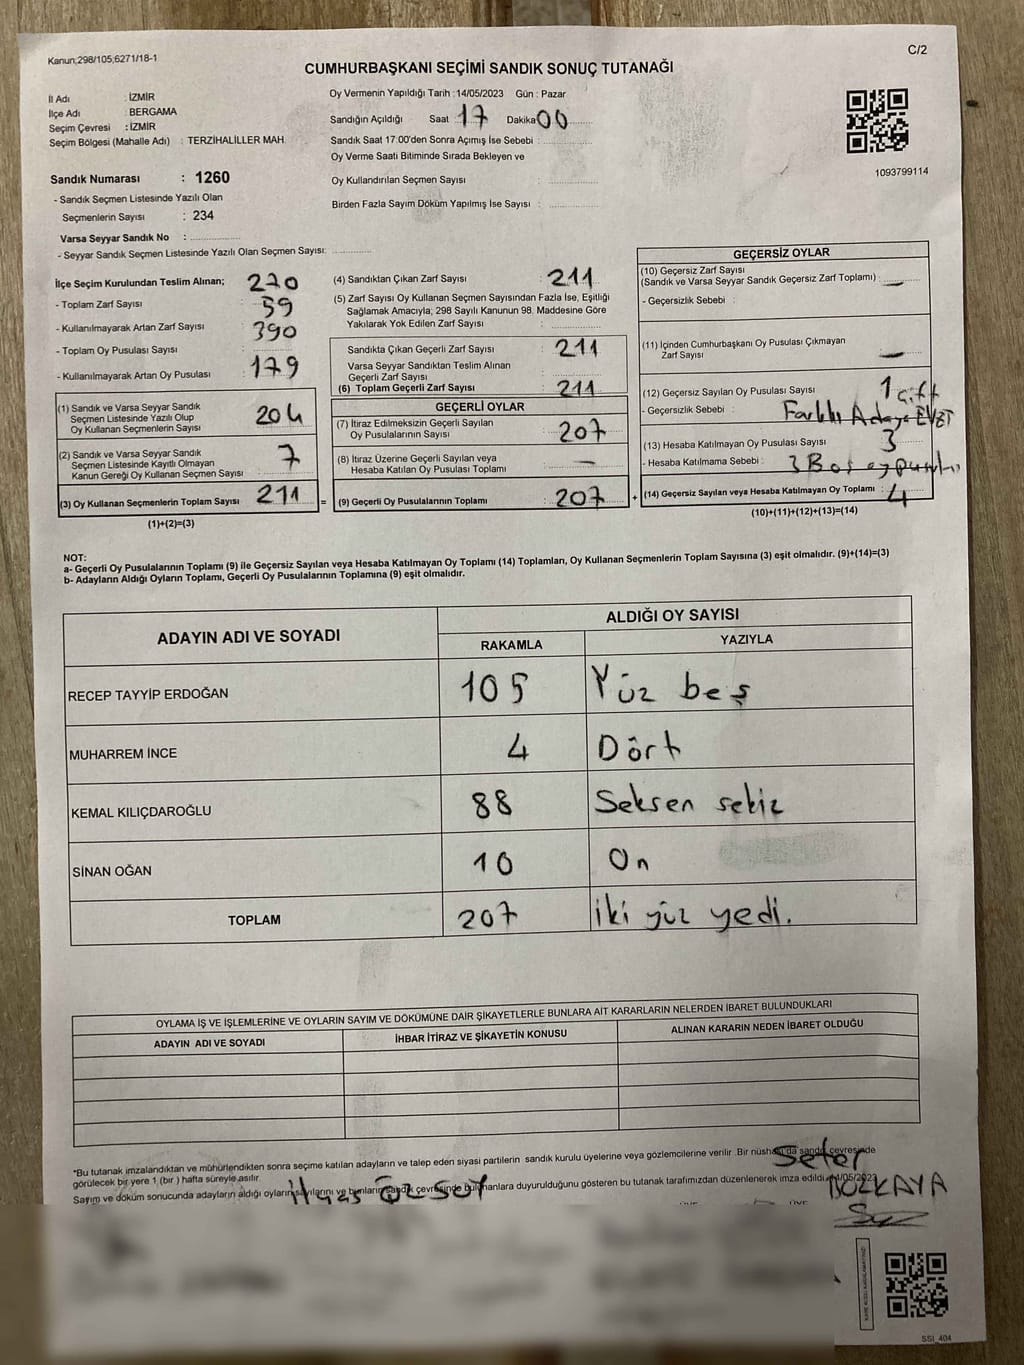 Kanun;298/105;6271/18-1
C/2
CUMHURBAŞKANI SEÇİMİ SANDIK SONUÇ TUTANAĞI
İl Adı : İZMİR
İlçe Adı : BERGAMA
Seçim Çevresi : İZMİR
Seçim Bölgesi (Mahalle Adı) : TERZİHALİLLER MAH.
Sandık Numarası : 1260
- Sandık Seçmen Listesinde Yazılı Olan
Seçmenlerin Sayısı : 234
Varsa Seyyar Sandık No :
- Seyyar Sandık Seçmen Listesinde Yazılı Olan Seçmen Sayısı:
Oy Vermenin Yapıldığı Tarih : 14/05/2023 Gün : Pazar
Sandığın Açıldığı Saat 17 Dakika 00
Sandık Saat 17:00'den Sonra Açımış İse Sebebi :
Oy Verme Saati Bitiminde Sırada Bekleyen ve
Oy Kullandırılan Seçmen Sayısı :
Birden Fazla Sayım Döküm Yapılmış İse Sayısı :
1093799114
İlçe Seçim Kurulundan Teslim Alınan; 270
- Toplam Zarf Sayısı 59
- Kullanılmayarak Artan Zarf Sayısı 390
- Toplam Oy Pusulası Sayısı
- Kullanılmayarak Artan Oy Pusulası 179
(1) Sandık ve Varsa Seyyar Sandık
Seçmen Listesinde Yazılı Olup
Oy Kullanan Seçmenlerin Sayısı 204
(2) Sandık ve Varsa Seyyar Sandık
Seçmen Listesinde Kayıtlı Olmayan
Kanun Gereği Oy Kullanan Seçmen Sayısı 7
(3) Oy Kullanan Seçmenlerin Toplam Sayısı 211 =
(1)+(2)=(3)
(4) Sandıktan Çıkan Zarf Sayısı : 211
(5) Zarf Sayısı Oy Kullanan Seçmen Sayısından Fazla İse, Eşitliği
Sağlamak Amacıyla; 298 Sayılı Kanunun 98. Maddesine Göre
Yakılarak Yok Edilen Zarf Sayısı :
Sandıkta Çıkan Geçerli Zarf Sayısı 211
Varsa Seyyar Sandıktan Teslim Alınan
Geçerli Zarf Sayısı
(6) Toplam Geçerli Zarf Sayısı 211
GEÇERLİ OYLAR
(7) İtiraz Edilmeksizin Geçerli Sayılan
Oy Pusulalarının Sayısı 207
(8) İtiraz Üzerine Geçerli Sayılan veya
Hesaba Katılan Oy Pusulası Toplamı —
(9) Geçerli Oy Pusulalarının Toplamı : 207 +
GEÇERSİZ OYLAR
(10) Geçersiz Zarf Sayısı
(Sandık ve Varsa Seyyar Sandık Geçersiz Zarf Toplamı) : —
- Geçersizlik Sebebi :
(11) İçinden Cumhurbaşkanı Oy Pusulası Çıkmayan
Zarf Sayısı —
(12) Geçersiz Sayılan Oy Pusulası Sayısı 1 çift
- Geçersizlik Sebebi : Farklı Adaya EVET
(13) Hesaba Katılmayan Oy Pusulası Sayısı 3
- Hesaba Katılmama Sebebi : 3 Boş oy pusulası
(14) Geçersiz Sayılan veya Hesaba Katılmayan Oy Toplamı : 4
(10)+(11)+(12)+(13)=(14)
NOT:
a- Geçerli Oy Pusulalarının Toplamı (9) ile Geçersiz Sayılan veya Hesaba Katılmayan Oy Toplamı (14) Toplamları, Oy Kullanan Seçmenlerin Toplam Sayısına (3) eşit olmalıdır. (9)+(14)=(3)
b- Adayların Aldığı Oyların Toplamı, Geçerli Oy Pusulalarının Toplamına (9) eşit olmalıdır.
ADAYIN ADI VE SOYADI
ALDIĞI OY SAYISI
RAKAMLA YAZIYLA
RECEP TAYYİP ERDOĞAN 105 Yüz beş
MUHARREM İNCE 4 Dört
KEMAL KILIÇDAROĞLU 88 Seksen sekiz
SİNAN OĞAN 10 On
TOPLAM 207 iki yüz yedi.
OYLAMA İŞ VE İŞLEMLERİNE VE OYLARIN SAYIM VE DÖKÜMÜNE DAİR ŞİKAYETLERLE BUNLARA AİT KARARLARIN NELERDEN İBARET BULUNDUKLARI
ADAYIN ADI VE SOYADI İHBAR İTİRAZ VE ŞİKAYETİN KONUSU ALINAN KARARIN NEDEN İBARET OLDUĞU
*Bu tutanak imzalandıktan ve mühürlendikten sonra seçime katılan adayların ve talep eden siyasi partilerin sandık kurulu üyelerine veya gözlemcilerine verilir. Bir nüshası da sandık çevresinde
görülecek bir yere 1 (bir ) hafta süreyle asılır.
Sayım ve döküm sonucunda adayların aldığı oyların sayılarını ve bunların sandık çevresinde bulunanlara duyurulduğunu gösteren bu tutanak tarafımızdan düzenlenerek imza edildi. 14/05/2023
Sefer
BOZKAYA
İlyas ÖZSOY
SSI_404